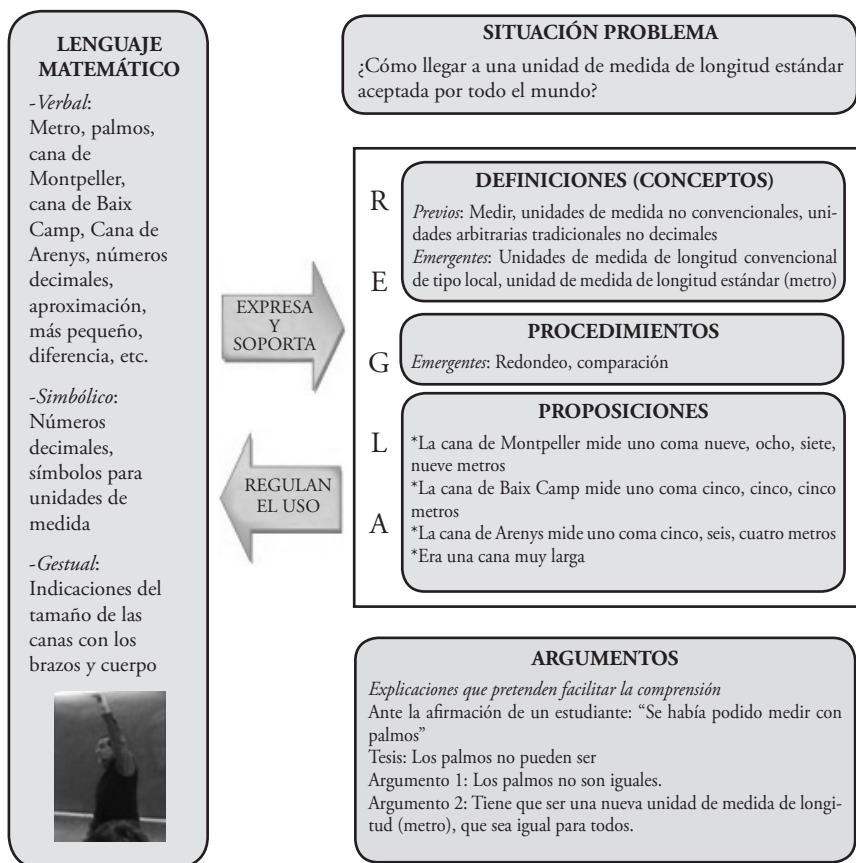 LENGUAJE
MATEMÁTICO
-Verbal:
Metro, palmos,
cana de
Montpeller,
cana de Baix
Camp, Cana de
Arenys, números
decimales,
aproximación,
más pequeño,
diferencia, etc.
-Simbólico:
Números
decimales,
símbolos para
unidades de
medida
-Gestual:
Indicaciones del
tamaño de las
canas con los
brazos y cuerpo
EXPRESA
Y
SOPORTA
REGULAN
EL USO
SITUACIÓN PROBLEMA
¿Cómo llegar a una unidad de medida de longitud estándar
aceptada por todo el mundo?
R
E
G
L
A
DEFINICIONES (CONCEPTOS)
Previos: Medir, unidades de medida no convencionales, uni-
dades arbitrarias tradicionales no decimales
Emergentes: Unidades de medida de longitud convencional
de tipo local, unidad de medida de longitud estándar (metro)
PROCEDIMIENTOS
Emergentes: Redondeo, comparación
PROPOSICIONES
*La cana de Montpeller mide uno coma nueve, ocho, siete,
nueve metros
*La cana de Baix Camp mide uno coma cinco, cinco, cinco
metros
*La cana de Arenys mide uno coma cinco, seis, cuatro metros
*Era una cana muy larga
ARGUMENTOS
Explicaciones que pretenden facilitar la comprensión
Ante la afirmación de un estudiante: “Se había podido medir con
palmos”
Tesis: Los palmos no pueden ser
Argumento 1: Los palmos no son iguales.
Argumento 2: Tiene que ser una nueva unidad de medida de longi-
tud (metro), que sea igual para todos.